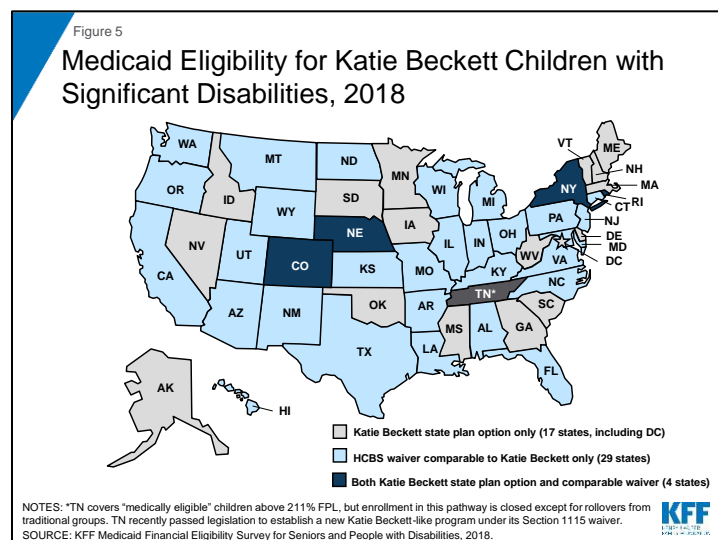 Figure 5
Medicaid Eligibility for Katie Beckett Children with
Significant Disabilities, 2018
WA
MT
ND
MN
VT
ME
NH
MA
RI
CT
NY
OR
ID
SD
WI
MI
WY
IA
PA
NJ
DE
MD
DC
NE
NV
UT
CO
IL
IN
OH
WV
VA
CA
KS
MO
KY
NC
TN*
AZ
NM
OK
AR
SC
MS
AL
GA
TX
LA
FL
AK
HI
Katie Beckett state plan option only (17 states, including DC)
HCBS waiver comparable to Katie Beckett only (29 states)
Both Katie Beckett state plan option and comparable waiver (4 states)
NOTES: *TN covers “medically eligible” children above 211% FPL, but enrollment in this pathway is closed except for rollovers from
traditional groups. TN recently passed legislation to establish a new Katie Beckett-like program under its Section 1115 waiver.
SOURCE: KFF Medicaid Financial Eligibility Survey for Seniors and People with Disabilities, 2018.
KFF